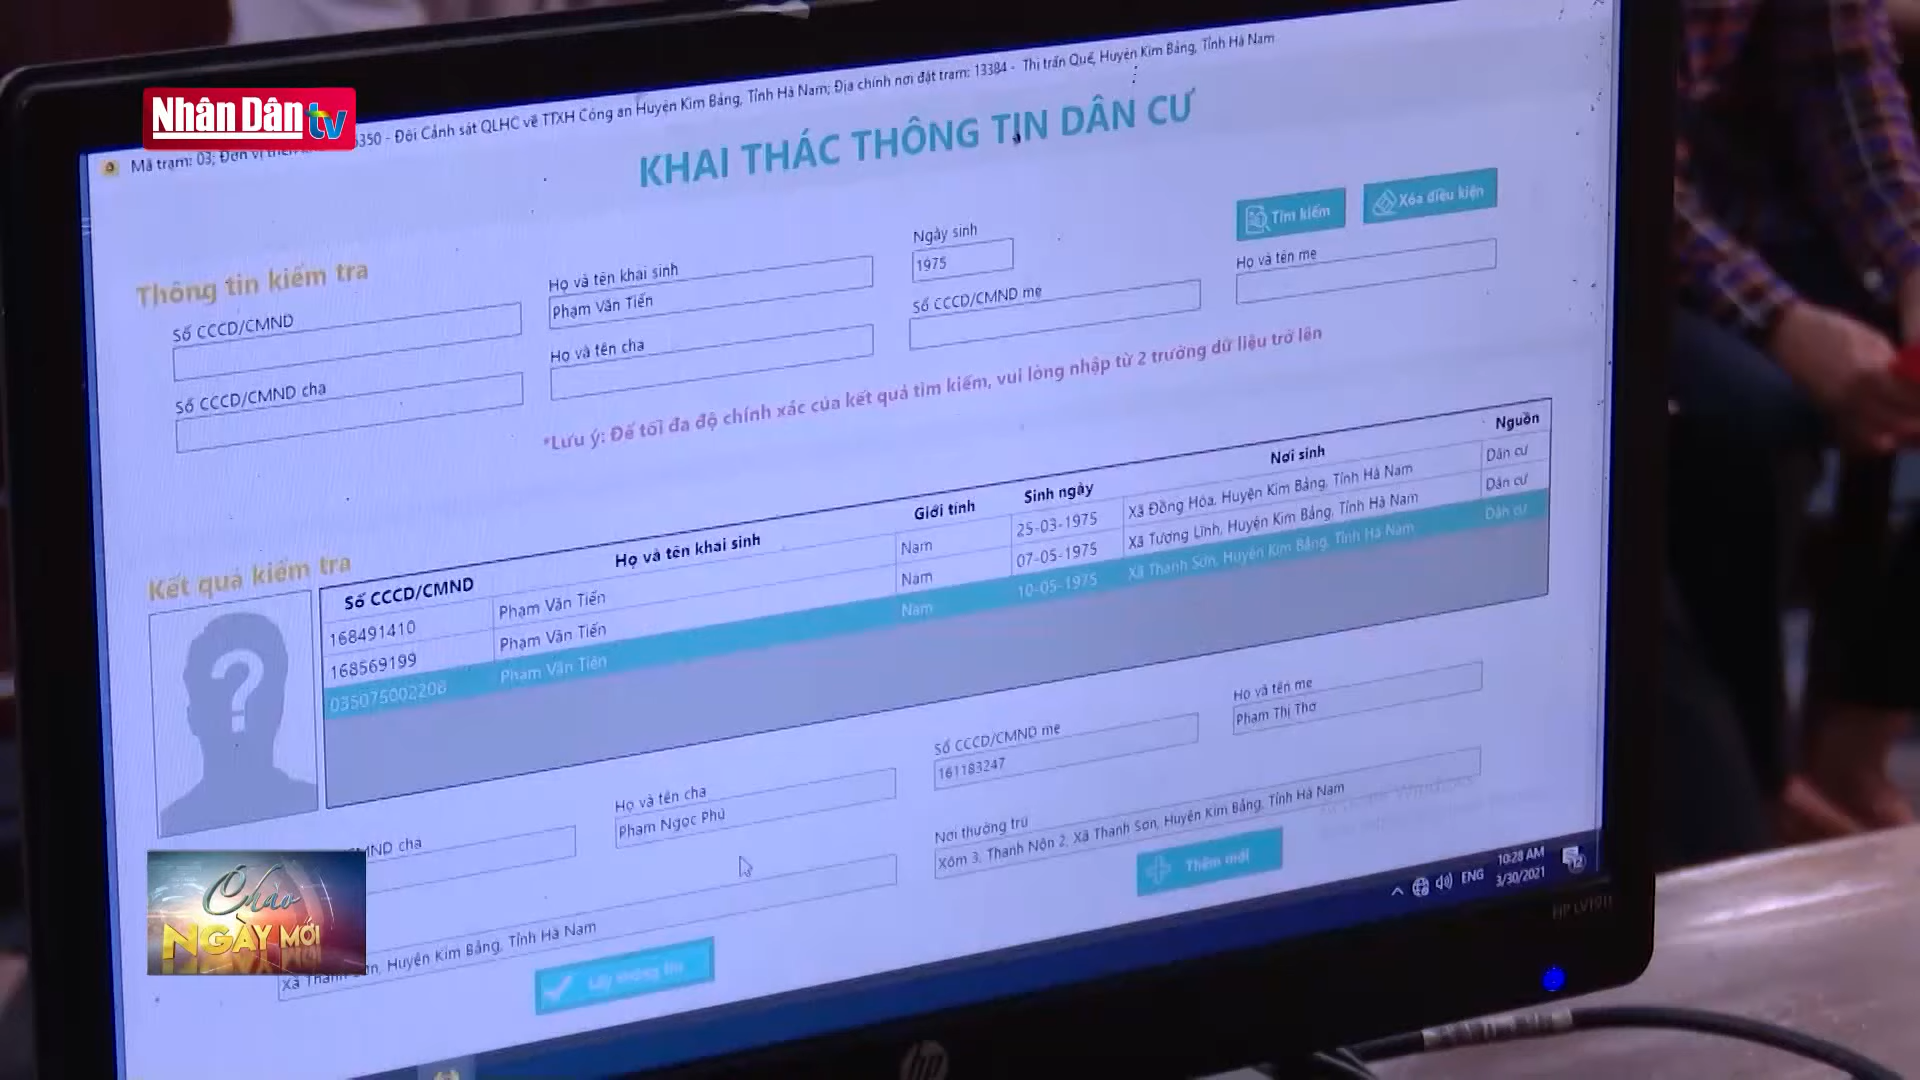 Nhân Dân tv
Mã trạm: 03; Đơn vị 6350 - Đội Cảnh sát QLHC về TTXH Công an Huyện Kim Bảng, Tỉnh Hà Nam; Địa chính nơi đặt trạm: 13384 - Thị trấn Quế, Huyện Kim Bảng, Tỉnh Hà Nam
KHAI THÁC THÔNG TIN DÂN CƯ
Tìm kiếm Xóa điều kiện
Thông tin kiểm tra
Số CCCD/CMND
Họ và tên khai sinh
Phạm Văn Tiến
Ngày sinh
1975
Số CCCD/CMND cha
Họ và tên cha
Số CCCD/CMND mẹ
Họ và tên mẹ
*Lưu ý: Để tối đa độ chính xác của kết quả tìm kiếm, vui lòng nhập từ 2 trường dữ liệu trở lên
Kết quả kiểm tra
Số CCCD/CMND Họ và tên khai sinh Giới tính Sinh ngày Nơi sinh Nguồn
168491410 Phạm Văn Tiến Nam 25-03-1975 Xã Đồng Hóa, Huyện Kim Bảng, Tỉnh Hà Nam Dân cư
168569199 Phạm Văn Tiến Nam 07-05-1975 Xã Tượng Lĩnh, Huyện Kim Bảng, Tỉnh Hà Nam Dân cư
035075002206 Phạm Văn Tiến Nam 10-05-1975 Xã Thanh Sơn, Huyện Kim Bảng, Tỉnh Hà Nam Dân cư
MND cha
Họ và tên cha
Phạm Ngọc Phú
Số CCCD/CMND mẹ
161183247
Họ và tên mẹ
Phạm Thị Thơ
Nơi thường trú
Xóm 3, Thanh Nộn 2, Xã Thanh Sơn, Huyện Kim Bảng, Tỉnh Hà Nam
Xã Thanh Sơn, Huyện Kim Bảng, Tỉnh Hà Nam
Thêm mới
Lấy thông tin
ENG
10:28 AM
3/30/2021
12
HP LV1911
hp
Chào
NGÀY MỚI